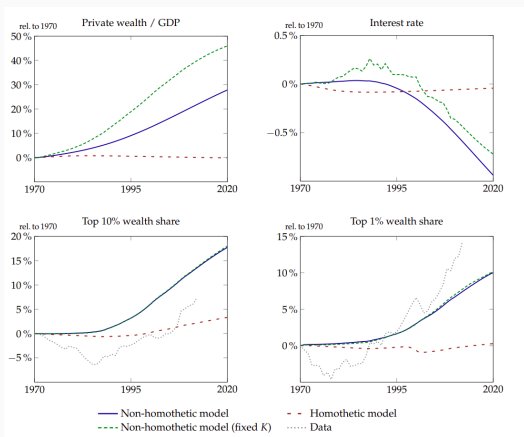 Private wealth / GDP
rel. to 1970
50 %
40 %
30 %
20 %
10 %
0 %
1970
1995
2020
Interest rate
rel. to 1970
0.5 %
0 %
−0.5 %
1970
1995
2020
Top 10% wealth share
rel. to 1970
20 %
15 %
10 %
5 %
0 %
−5 %
1970
1995
2020
Top 1% wealth share
rel. to 1970
15 %
10 %
5 %
0 %
1970
1995
2020
Non-homothetic model
Homothetic model
Non-homothetic model (fixed K)
Data